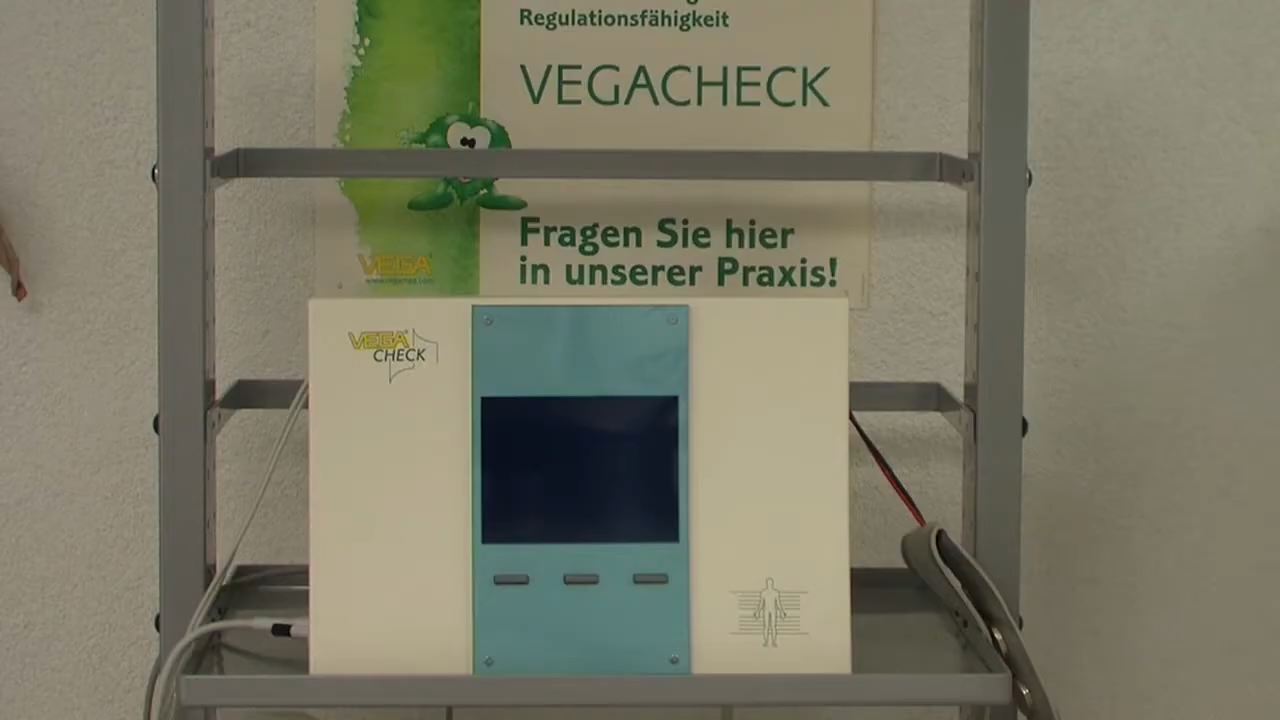 Regulationsfähigkeit
VEGACHECK
Fragen Sie hier
in unserer Praxis!
VEGA
VEGA
CHECK